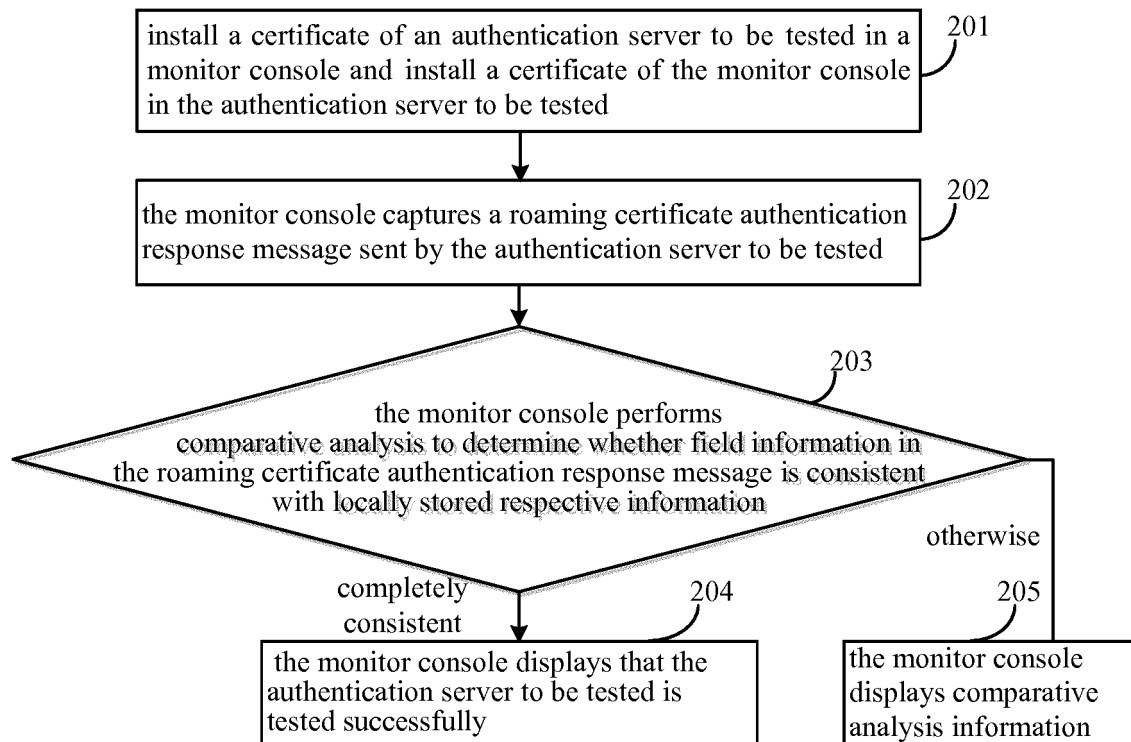 install a certificate of an authentication server to be tested in a
monitor console and install a certificate of the monitor console
in the authentication server to be tested
201
the monitor console captures a roaming certificate authentication
response message sent by the authentication server to be tested
202
203
the monitor console performs
comparative analysis to determine whether field information in
the roaming certificate authentication response message is consistent
with locally stored respective information
otherwise
completely
consistent
204
205
the monitor console displays that the
authentication server to be tested is
tested successfully
the monitor console
displays comparative
analysis information